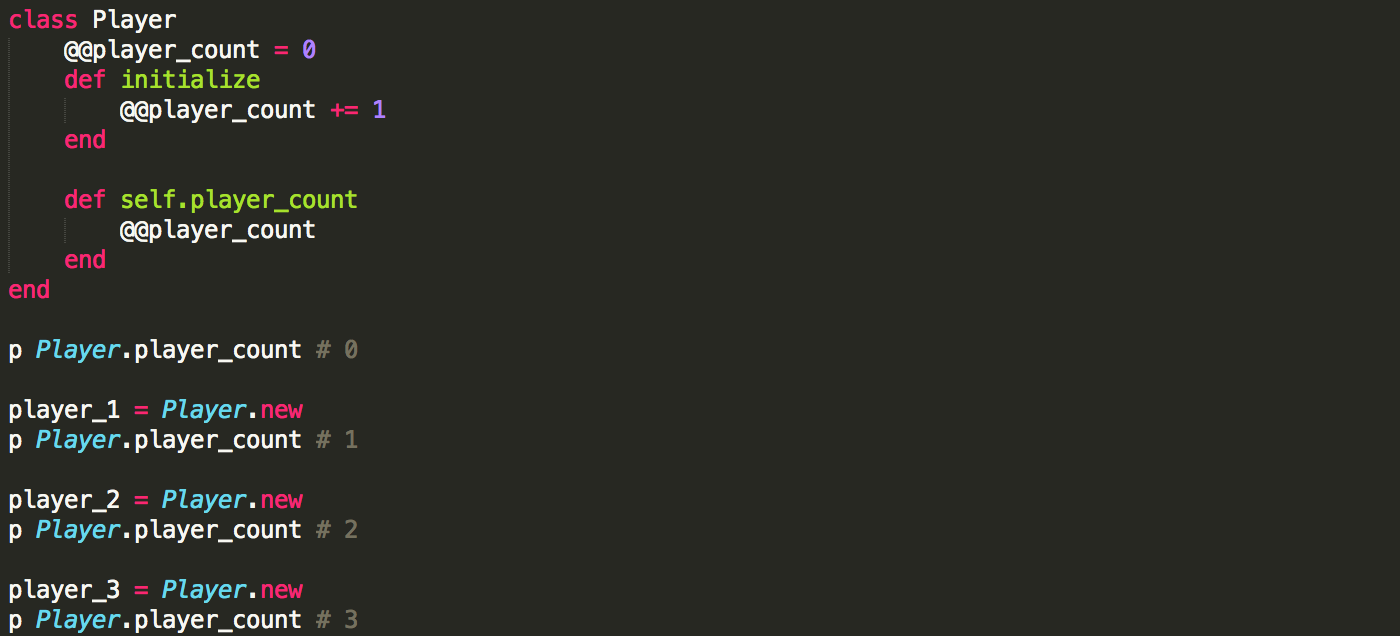 class Player
    @@player_count = 0
    def initialize
        @@player_count += 1
    end

    def self.player_count
        @@player_count
    end
end

p Player.player_count # 0

player_1 = Player.new
p Player.player_count # 1

player_2 = Player.new
p Player.player_count # 2

player_3 = Player.new
p Player.player_count # 3